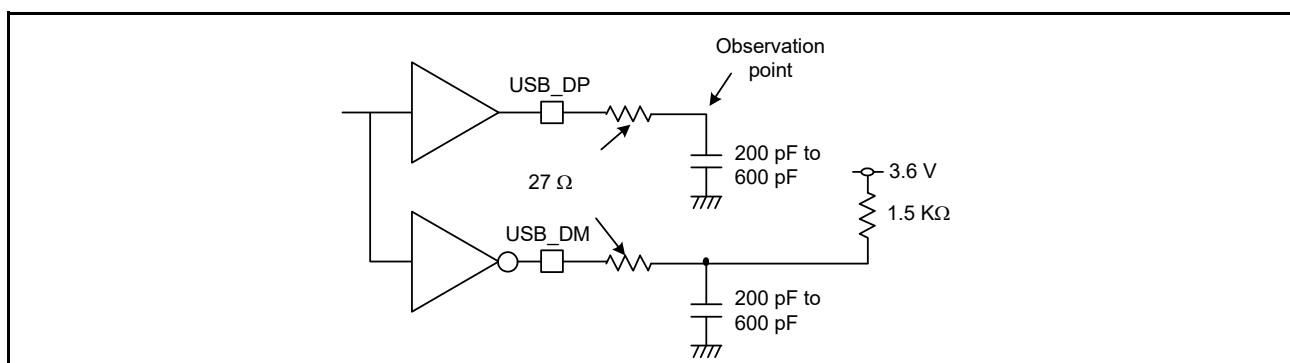 Observation
point
USB_DP
200 pF to
600 pF
27 Ω
3.6 V
1.5 KΩ
USB_DM
200 pF to
600 pF